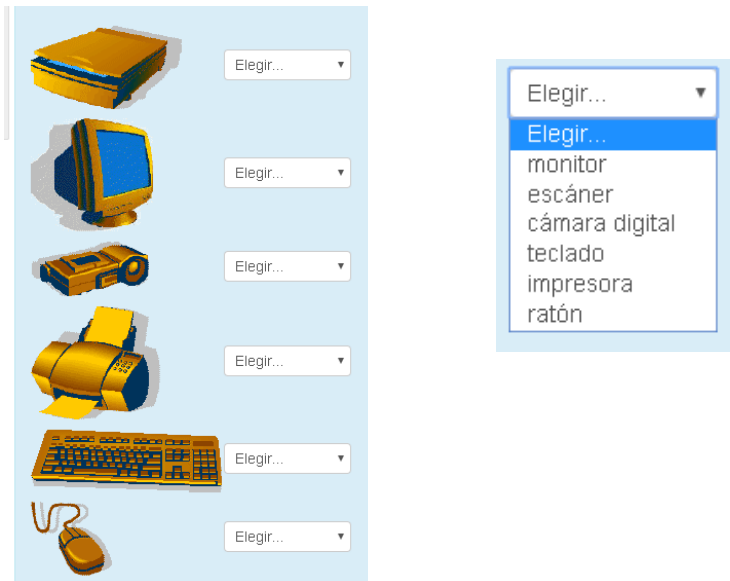 Elegir...
Elegir...
Elegir...
Elegir...
Elegir...
Elegir...
Elegir...
Elegir...
monitor
escáner
cámara digital
teclado
impresora
ratón